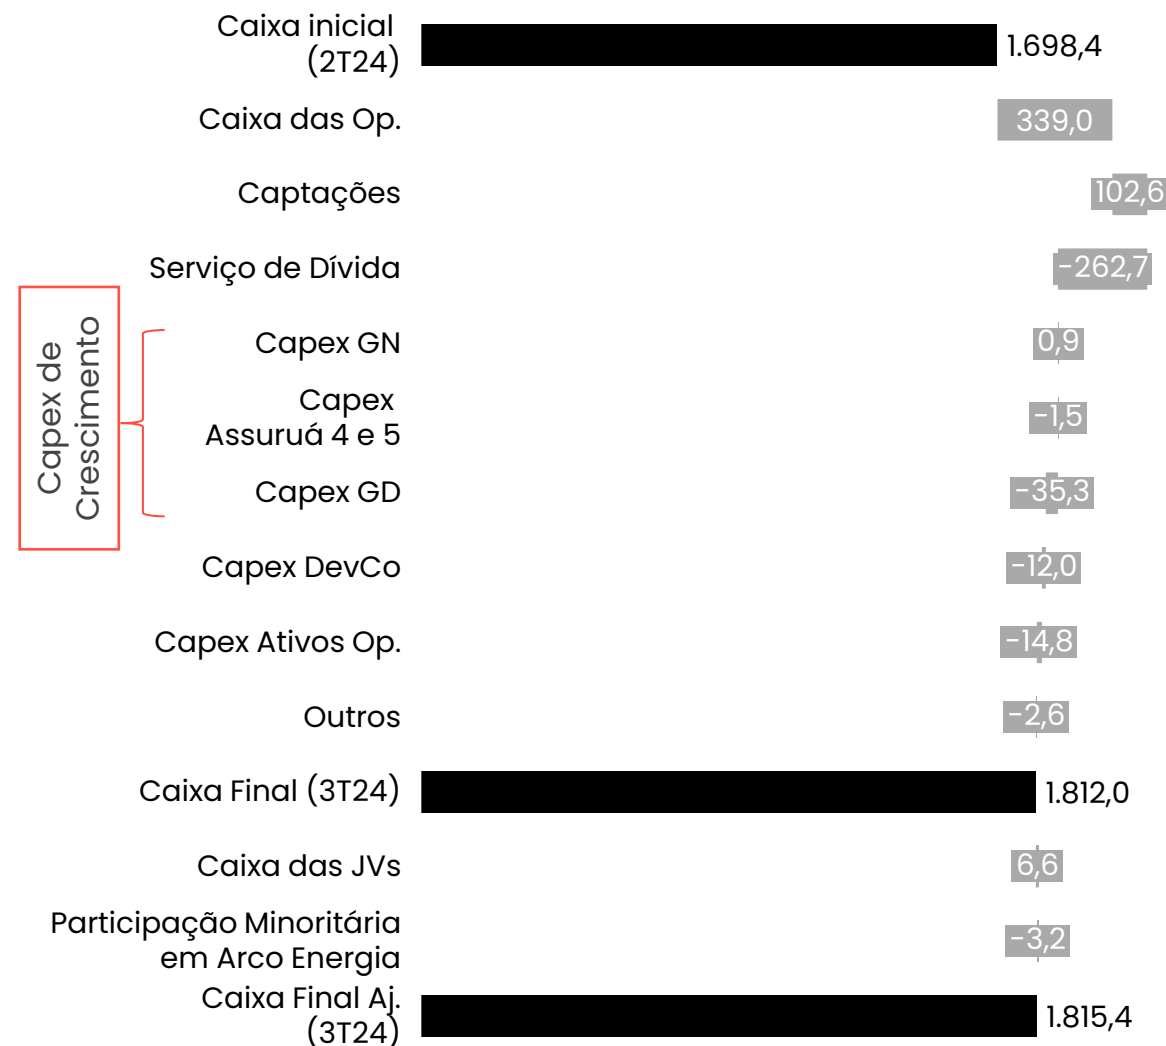 Caixa inicial
(2T24)
1.698,4
Caixa das Op.
339,0
Captações
102,6
Serviço de Dívida
-262,7
Capex de
Crescimento
Capex GN
0,9
Capex
Assuruá 4 e 5
-1,5
Capex GD
-35,3
Capex DevCo
-12,0
Capex Ativos Op.
-14,8
Outros
-2,6
Caixa Final (3T24)
1.812,0
Caixa das JVs
6,6
Participação Minoritária
em Arco Energia
-3,2
Caixa Final Aj.
(3T24)
1.815,4